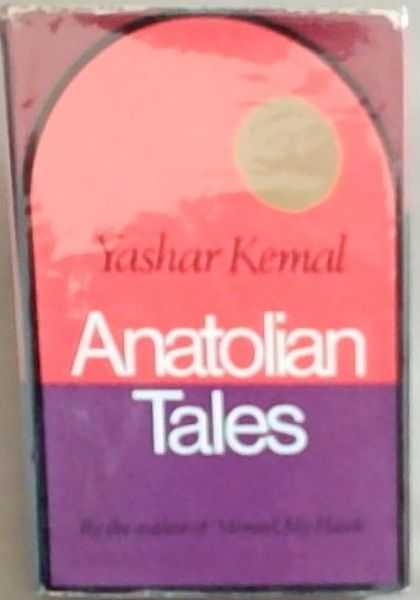 Yashar Kemal
Anatolian
Tales
By the author of Memed, My Hawk